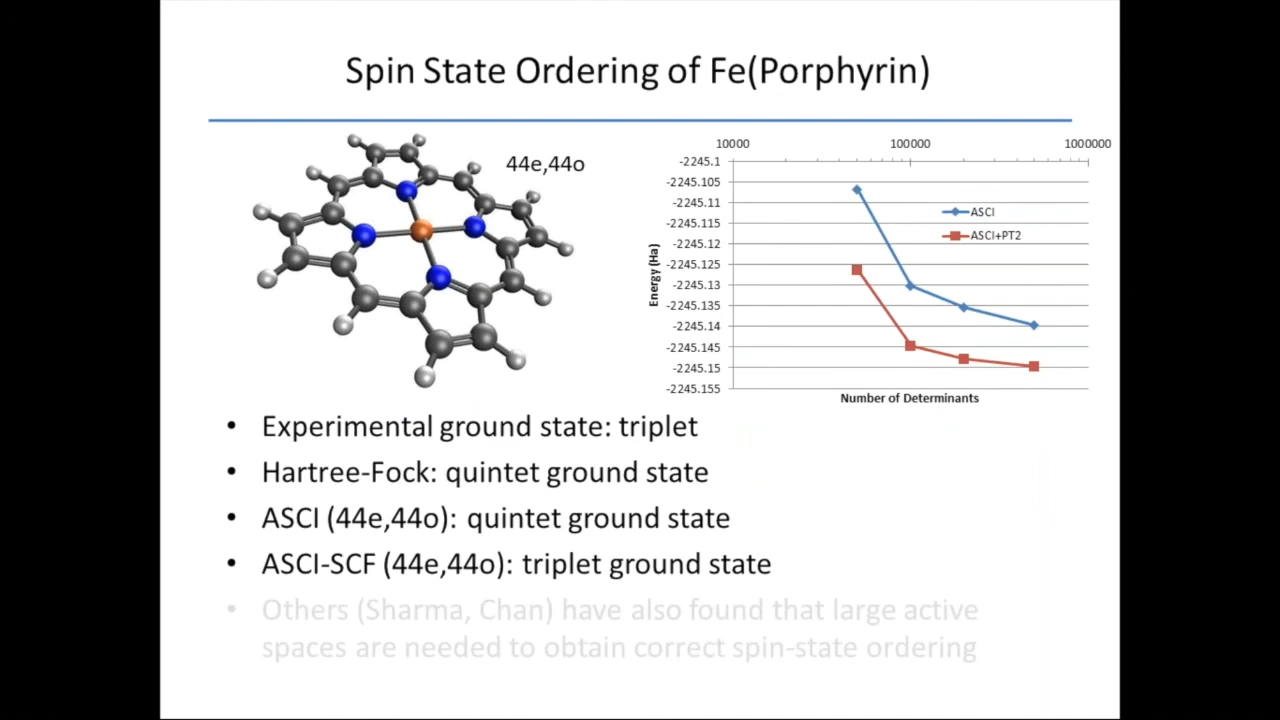 Spin State Ordering of Fe(Porphyrin)
44e,44o
10000
100000
1000000
-2245.1
-2245.105
-2245.11
-2245.115
-2245.12
-2245.125
-2245.13
-2245.135
-2245.14
-2245.145
-2245.15
-2245.155
Energy (Ha)
ASCI
ASCI+PT2
Number of Determinants
• Experimental ground state: triplet
• Hartree-Fock: quintet ground state
• ASCI (44e,44o): quintet ground state
• ASCI-SCF (44e,44o): triplet ground state
• Others (Sharma, Chan) have also found that large active
spaces are needed to obtain correct spin-state ordering